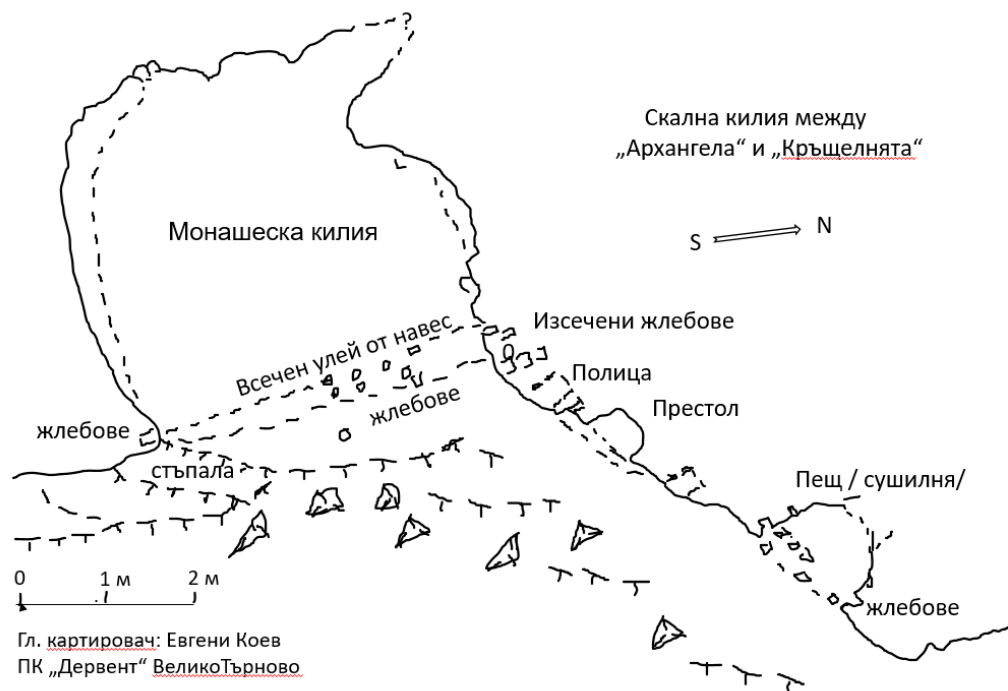 ?
Скална килия между
„Архангела“ и „Кръщелнята“
S N
Монашеска килия
Изсечени жлебове
Всечен улей от навес
Полица
жлебове
Престол
жлебове
стъпала
Пещ / сушилня/
0 1 м 2 м
жлебове
Гл. картировач: Евгени Коев
ПК „Дервент“ ВеликоТърново